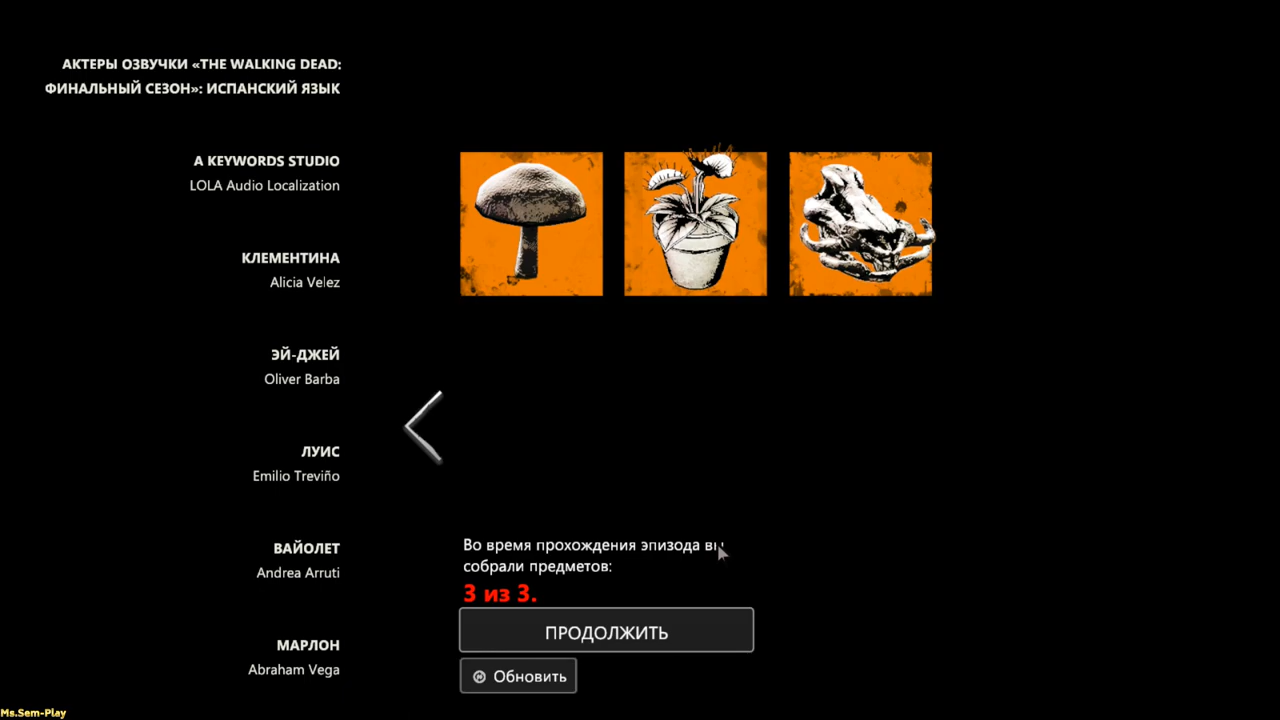 АКТЕРЫ ОЗВУЧКИ «THE WALKING DEAD:
ФИНАЛЬНЫЙ СЕЗОН»: ИСПАНСКИЙ ЯЗЫК
A KEYWORDS STUDIO
LOLA Audio Localization
КЛЕМЕНТИНА
Alicia Velez
ЭЙ-ДЖЕЙ
Oliver Barba
ЛУИС
Emilio Treviño
ВАЙОЛЕТ
Andrea Arruti
МАРЛОН
Abraham Vega
Во время прохождения эпизода вы
собрали предметов:
3 из 3.
ПРОДОЛЖИТЬ
Обновить
Ms.Sem-Play